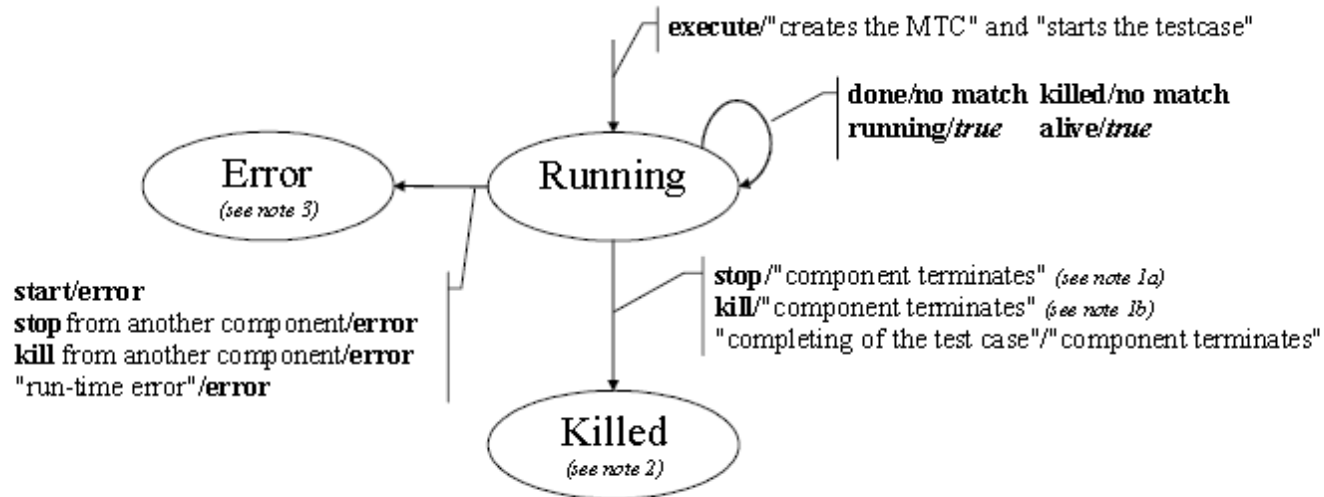 execute/"creates the MTC" and "starts the testcase"
done/no match killed/no match
running/true alive/true
Error
(see note 3)
Running
start/error
stop from another component/error
kill from another component/error
"run-time error"/error
stop/"component terminates" (see note 1a)
kill/"component terminates" (see note 1b)
"completing of the test case"/"component terminates"
Killed
(see note 2)